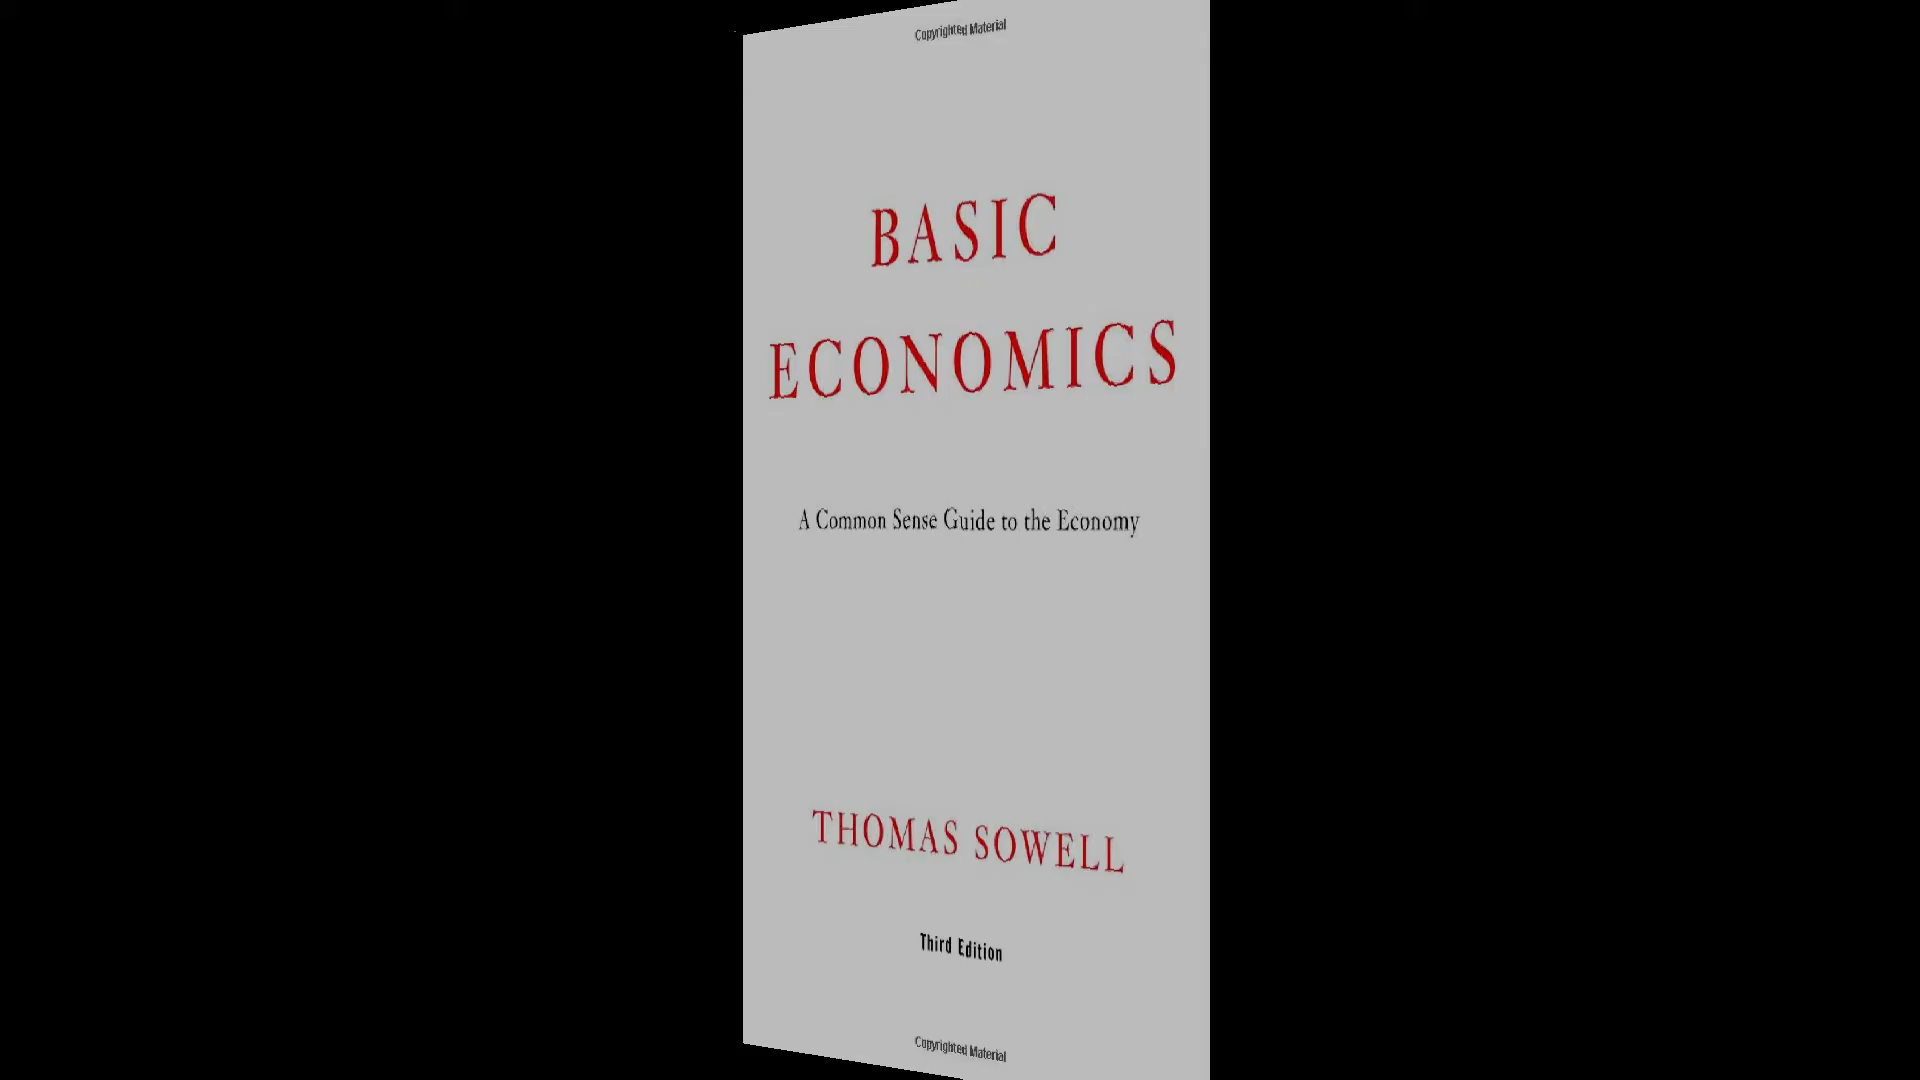 Copyrighted Material
BASIC
ECONOMICS
A Common Sense Guide to the Economy
THOMAS SOWELL
Third Edition
Copyrighted Material